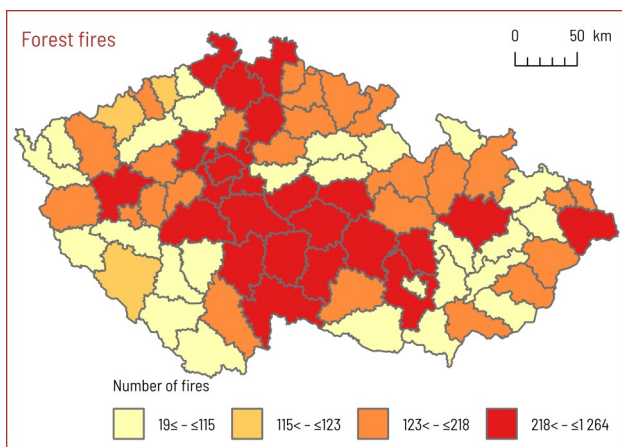 Forest fires
0 50 km
Number of fires
19≤ – ≤115
115< – ≤123
123< – ≤218
218< – ≤1 264